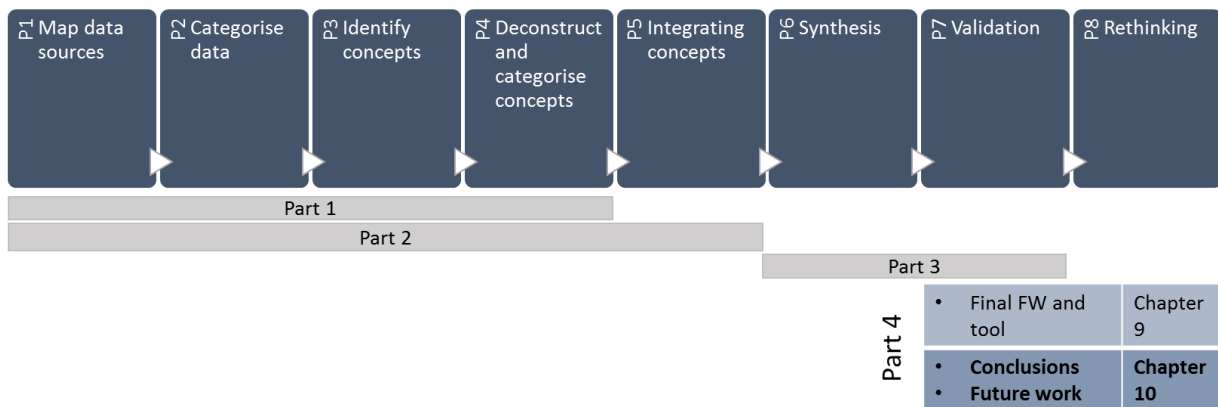 P1 Map data
sources
P2 Categorise
data
P3 Identify
concepts
P4 Deconstruct
and
categorise
concepts
P5 Integrating
concepts
P6 Synthesis
P7 Validation
P8 Rethinking
Part 1
Part 2
Part 3
Part 4
• Final FW and
tool
Chapter
9
• Conclusions
• Future work
Chapter
10